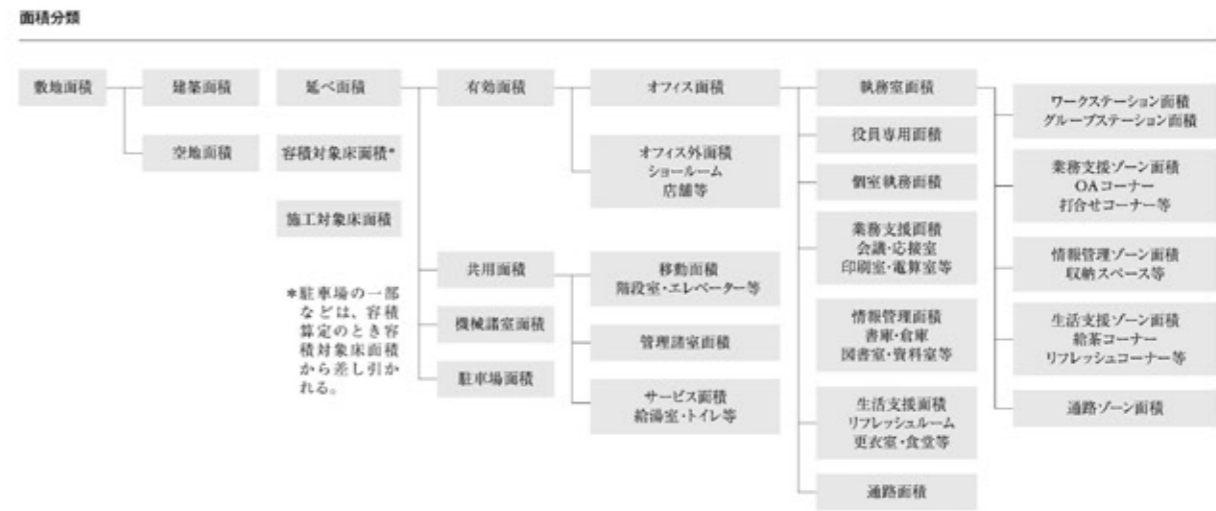 面積分類
敷地面積
建築面積
空地面積
延べ面積
容積対象床面積*
施工対象床面積
*駐車場の一部
などは、容積
算定のとき容
積対象床面積
から差し引か
れる。
有効面積
共用面積
機械諸室面積
駐車場面積
オフィス面積
オフィス外面積
ショールーム
店舗等
移動面積
階段室・エレベーター等
管理諸室面積
サービス面積
給湯室・トイレ等
執務室面積
役員専用面積
個室執務面積
業務支援面積
会議・応接室
印刷室・電算室等
情報管理面積
書庫・倉庫
図書室・資料室等
生活支援面積
リフレッシュルーム
更衣室・食堂等
通路面積
ワークステーション面積
グループステーション面積
業務支援ゾーン面積
OAコーナー
打合せコーナー等
情報管理ゾーン面積
収納スペース等
生活支援ゾーン面積
給茶コーナー
リフレッシュコーナー等
通路ゾーン面積